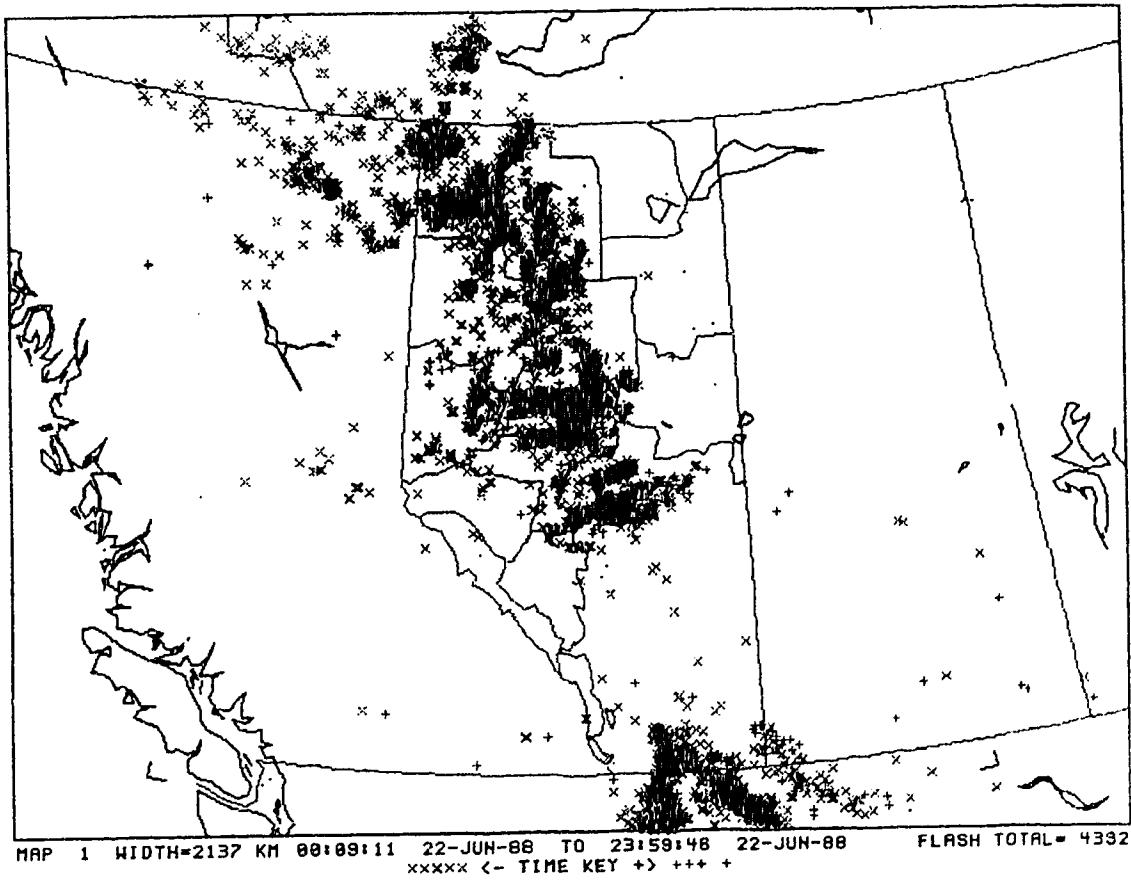 MAP 1 WIDTH=2137 KM 00:09:11 22-JUN-88 TO 23:59:46 22-JUN-88 FLASH TOTAL= 4332
xxxxx <- TIME KEY +> +++ +